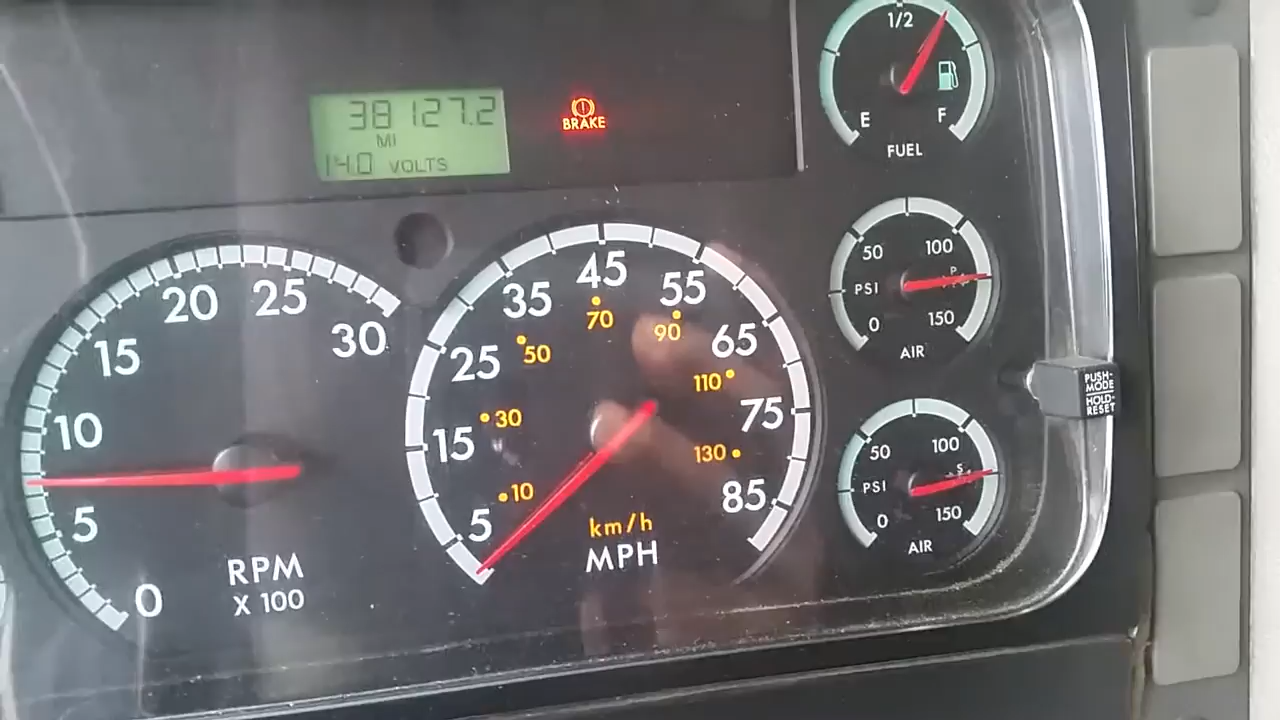 38127.2
MI
14.0 VOLTS
BRAKE
1/2
E
F
FUEL
50
100
P
PSI
0
150
AIR
50
100
S
PSI
0
150
AIR
PUSH-
MODE
HOLD-
RESET
0
5
10
15
20
25
30
RPM
X 100
5
15
25
35
45
55
65
75
85
10
30
50
70
90
110
130
km/h
MPH